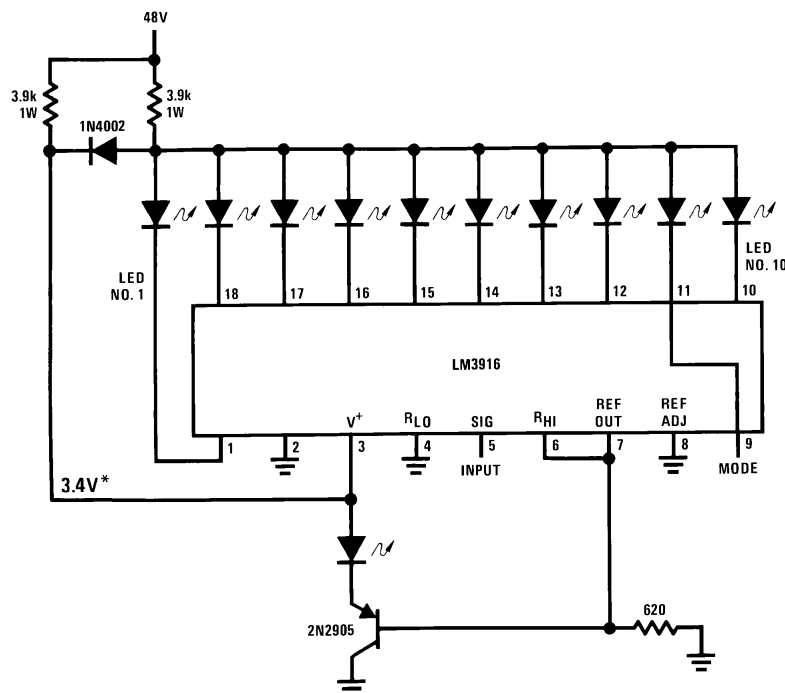 48V
3.9k
1W
3.9k
1W
1N4002
LED
NO. 1
LED
NO. 10
18
17
16
15
14
13
12
11
10
LM3916
V+
RLO
SIG
RHI
REF
OUT
REF
ADJ
1
2
3
4
5
6
7
8
9
INPUT
MODE
3.4V*
2N2905
620